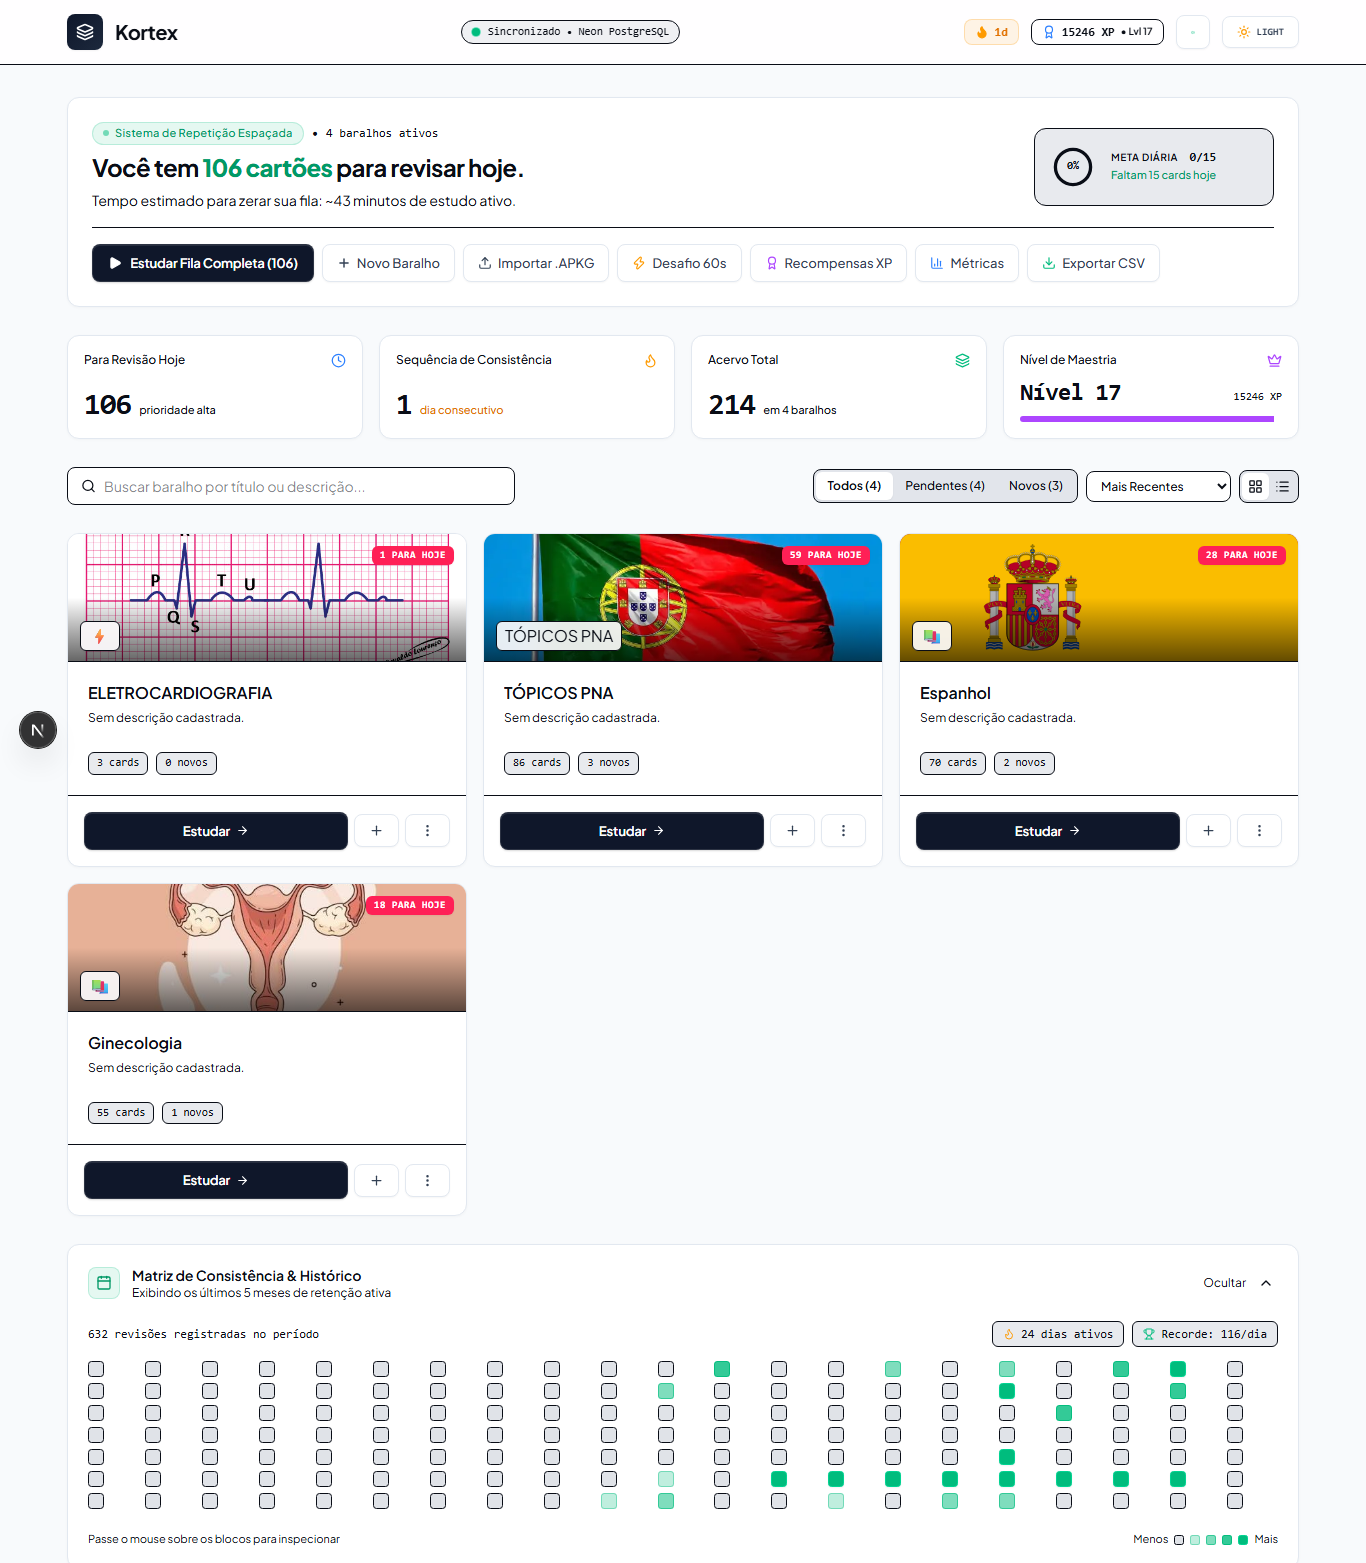 Kortex
Sincronizado • Neon PostgreSQL
1d
15246 XP • Lvl 17
LIGHT
Sistema de Repetição Espaçada
• 4 baralhos ativos
Você tem 106 cartões para revisar hoje.
Tempo estimado para zerar sua fila: ~43 minutos de estudo ativo.
0%
META DIÁRIA 0/15
Faltam 15 cards hoje
Estudar Fila Completa (106)
Novo Baralho
Importar .APKG
Desafio 60s
Recompensas XP
Métricas
Exportar CSV
Para Revisão Hoje
106 prioridade alta
Sequência de Consistência
1 dia consecutivo
Acervo Total
214 em 4 baralhos
Nível de Maestria
Nível 17
15246 XP
Buscar baralho por título ou descrição...
Todos (4)
Pendentes (4)
Novos (3)
Mais Recentes
1 PARA HOJE
P
T
U
Q
S
ELETROCARDIOGRAFIA
Sem descrição cadastrada.
3 cards
0 novos
Estudar →
59 PARA HOJE
TÓPICOS PNA
TÓPICOS PNA
Sem descrição cadastrada.
86 cards
3 novos
Estudar →
28 PARA HOJE
Espanhol
Sem descrição cadastrada.
70 cards
2 novos
Estudar →
18 PARA HOJE
Ginecologia
Sem descrição cadastrada.
55 cards
1 novos
Estudar →
N
Matriz de Consistência & Histórico
Exibindo os últimos 5 meses de retenção ativa
Ocultar
632 revisões registradas no período
24 dias ativos
Recorde: 116/dia
Passe o mouse sobre os blocos para inspecionar
Menos
Mais